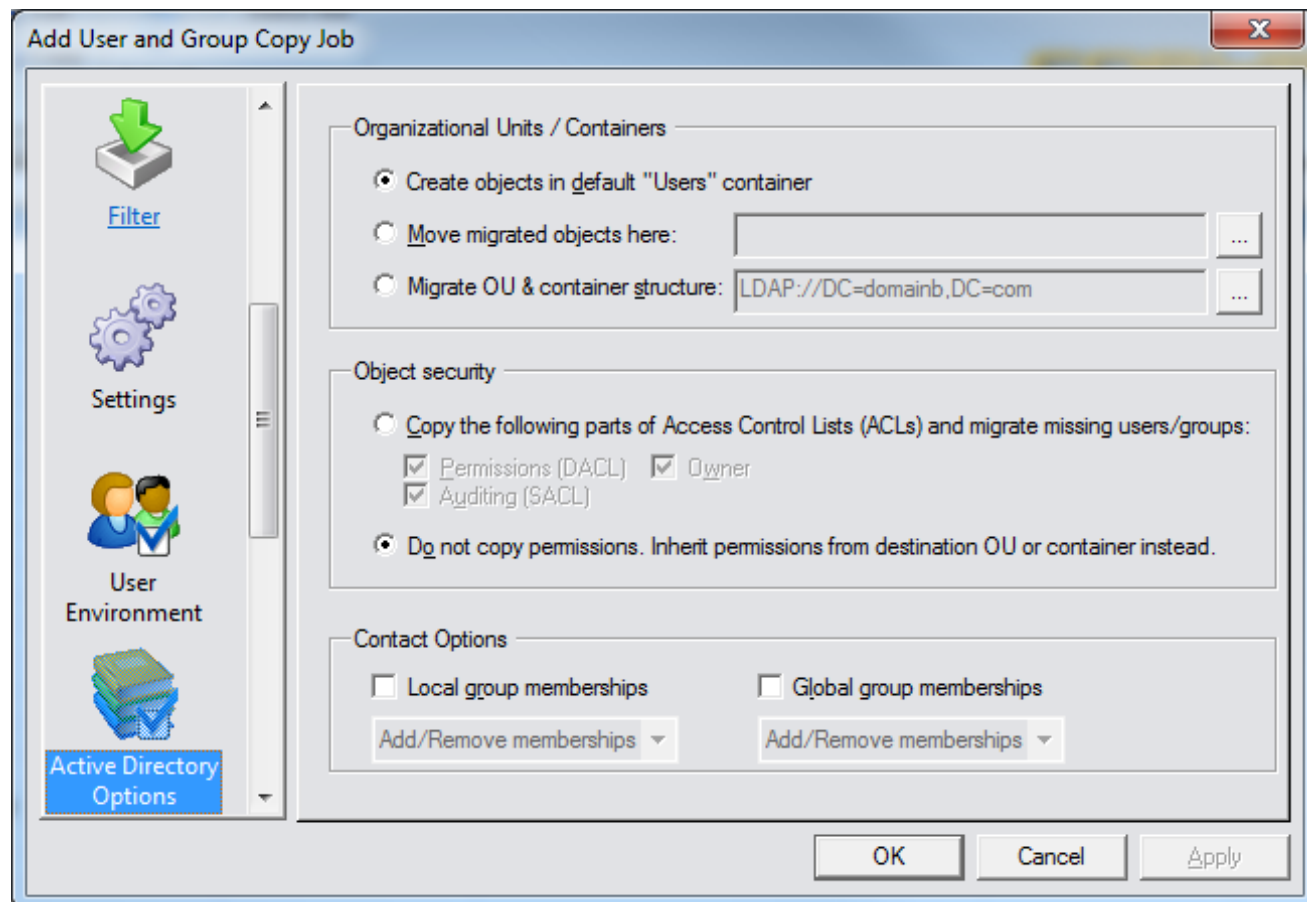 Add User and Group Copy Job
Filter
Settings
User
Environment
Active Directory
Options
Organizational Units / Containers
Create objects in default "Users" container
Move migrated objects here:
...
Migrate OU & container structure:
LDAP://DC=domainb,DC=com
...
Object security
Copy the following parts of Access Control Lists (ACLs) and migrate missing users/groups:
Permissions (DACL)
Owner
Auditing (SACL)
Do not copy permissions. Inherit permissions from destination OU or container instead.
Contact Options
Local group memberships
Global group memberships
Add/Remove memberships
Add/Remove memberships
OK
Cancel
Apply